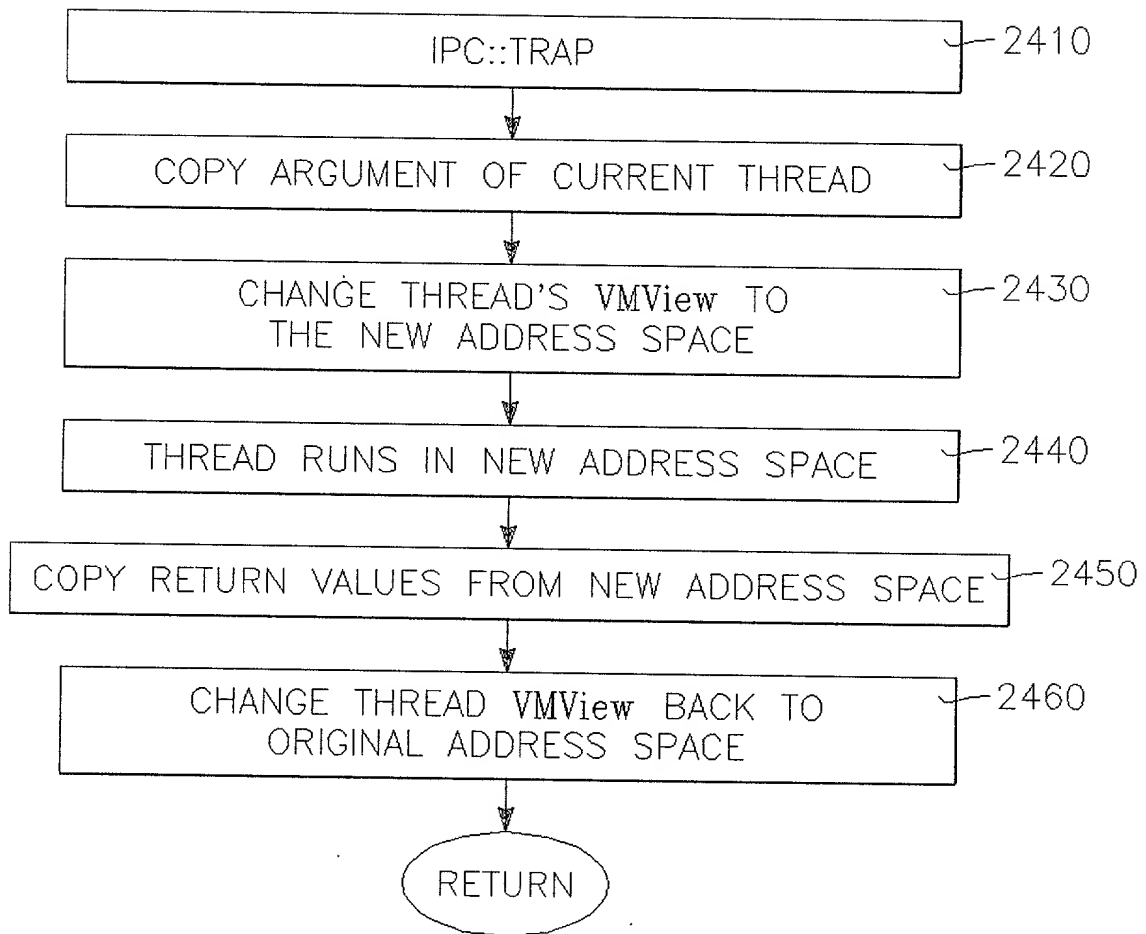 IPC::TRAP
2410
COPY ARGUMENT OF CURRENT THREAD
2420
CHANGE THREAD'S VMView TO
THE NEW ADDRESS SPACE
2430
THREAD RUNS IN NEW ADDRESS SPACE
2440
COPY RETURN VALUES FROM NEW ADDRESS SPACE
2450
CHANGE THREAD VMView BACK TO
ORIGINAL ADDRESS SPACE
2460
RETURN